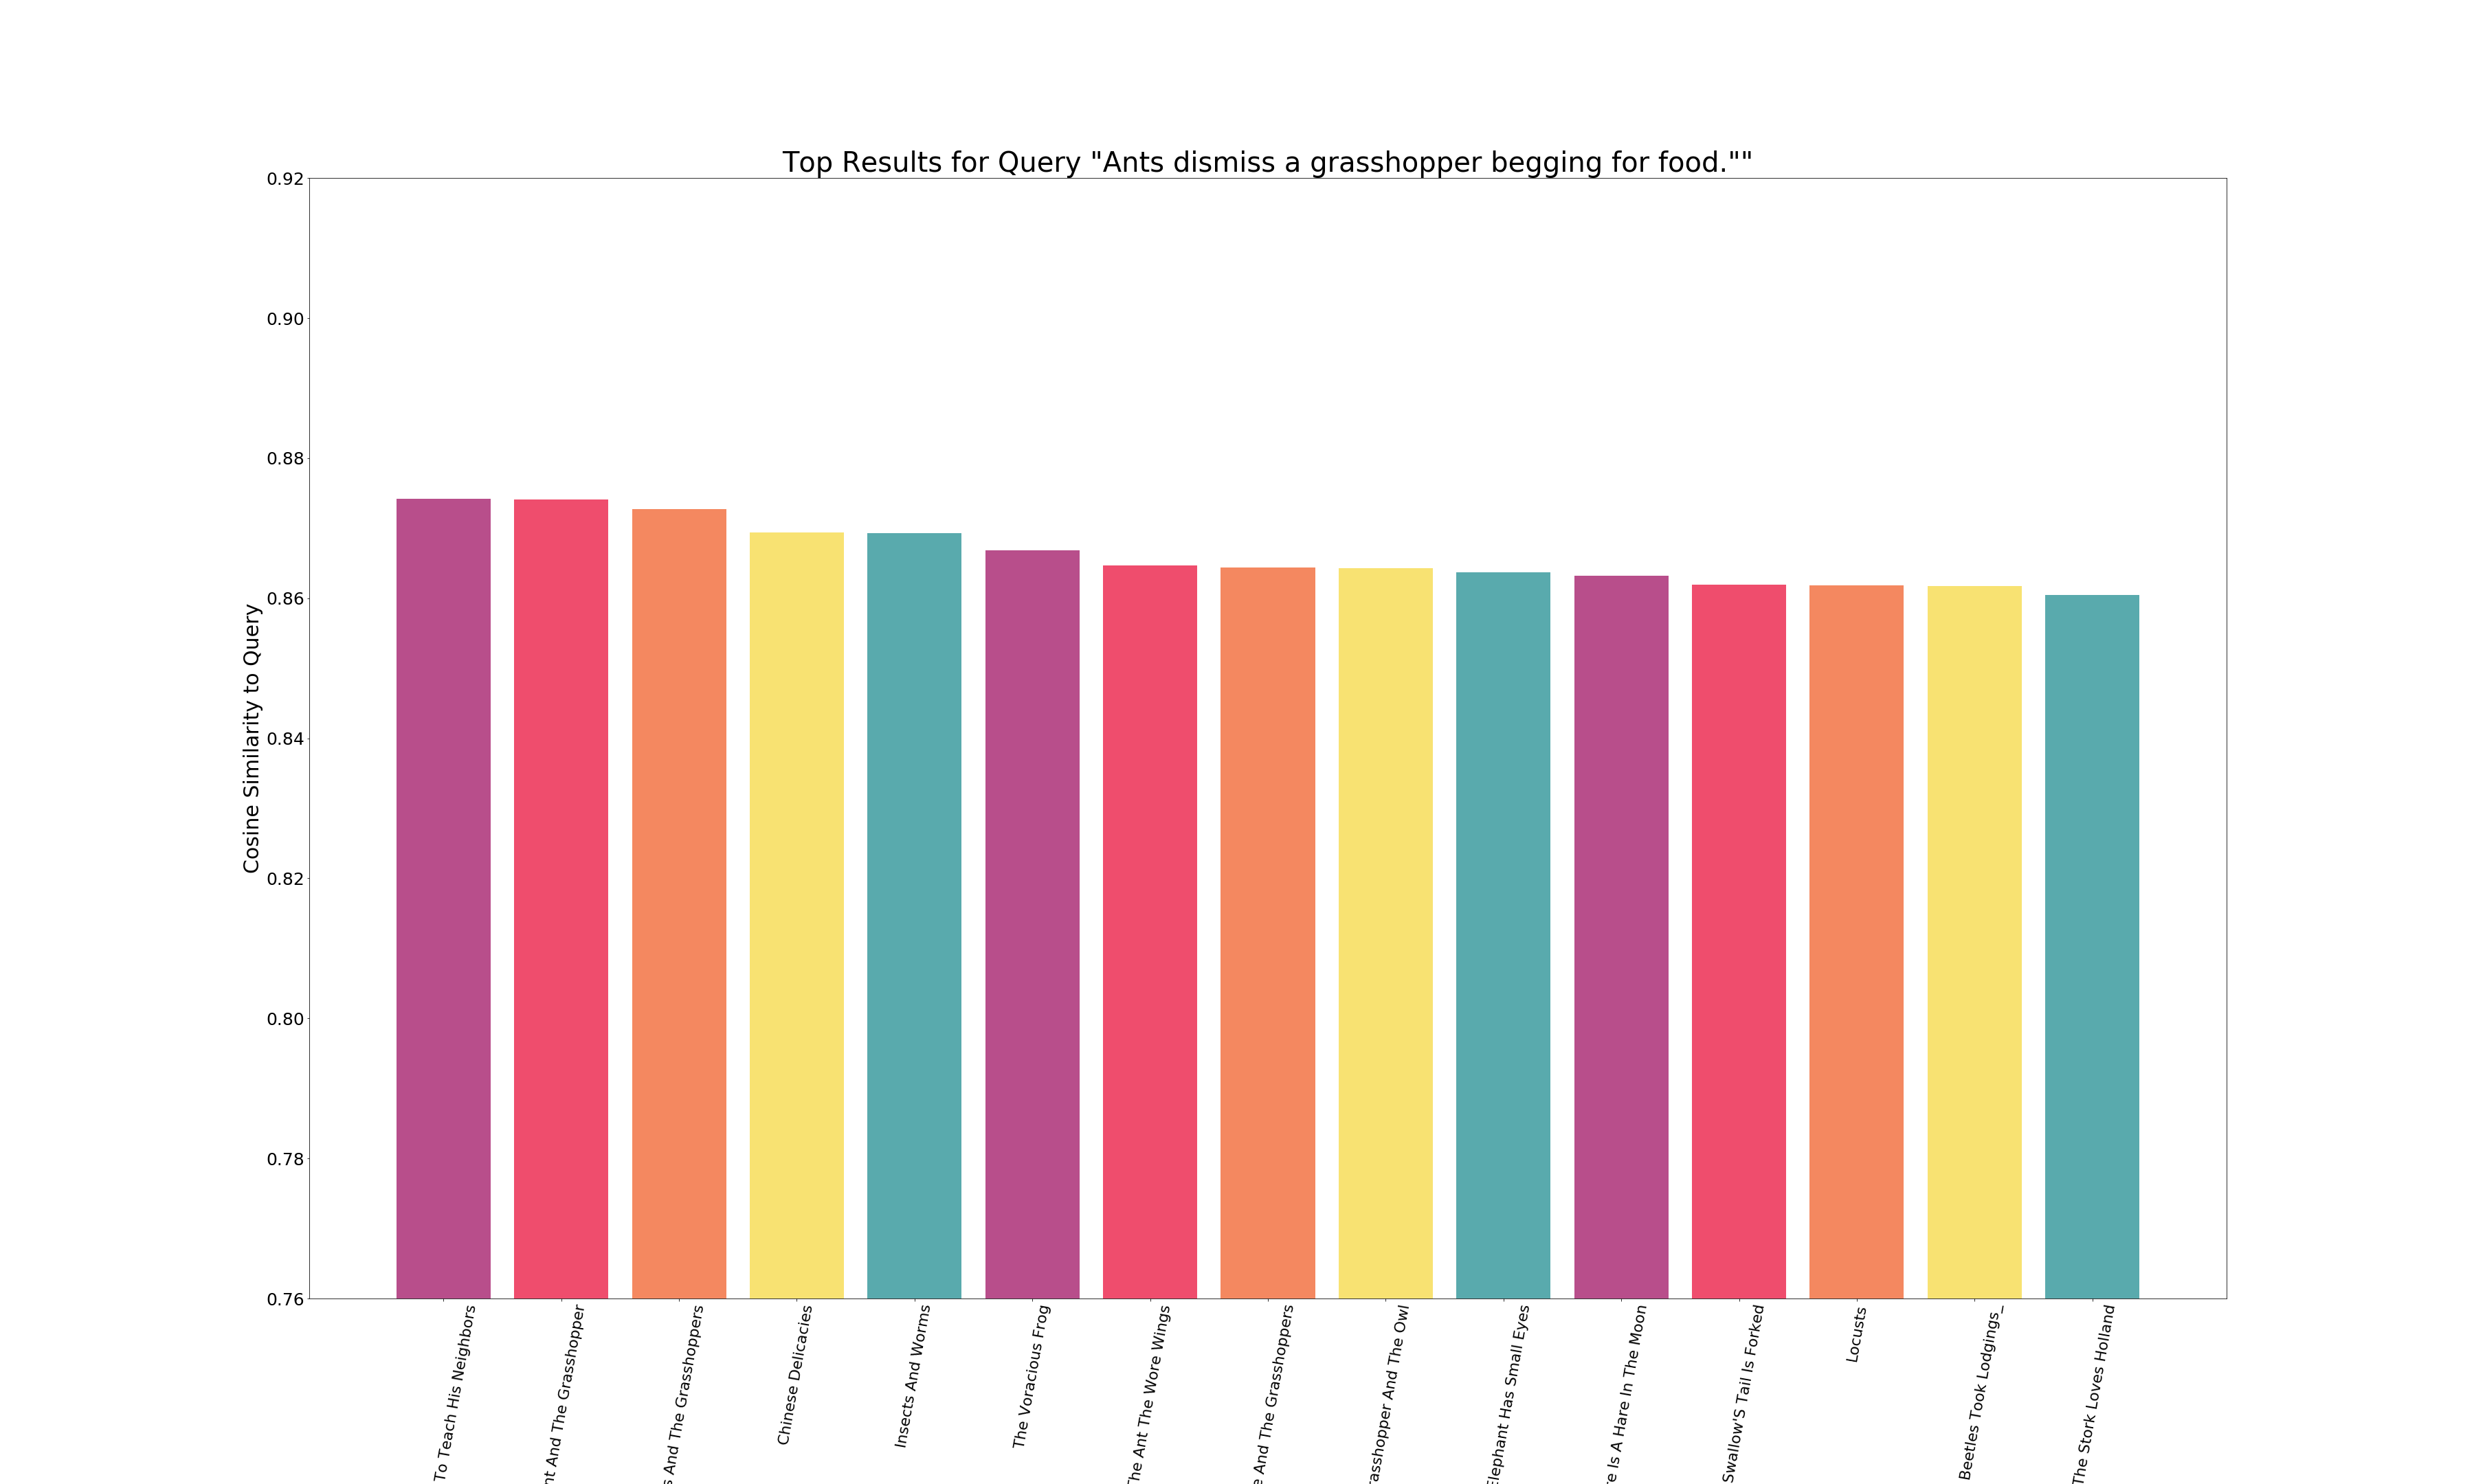 Top Results for Query "Ants dismiss a grasshopper begging for food.""
0.92
0.90
0.88
0.86
0.84
0.82
0.80
0.78
0.76
Cosine Similarity to Query
To Teach His Neighbors
And The Grasshopper
And The Grasshoppers
Chinese Delicacies
Insects And Worms
The Voracious Frog
The Ant The Wore Wings
And The Grasshoppers
And The Owl
Elephant Has Small Eyes
Is A Hare In The Moon
Swallow'S Tail Is Forked
Locusts
Beetles Took Lodgings_
The Stork Loves Holland